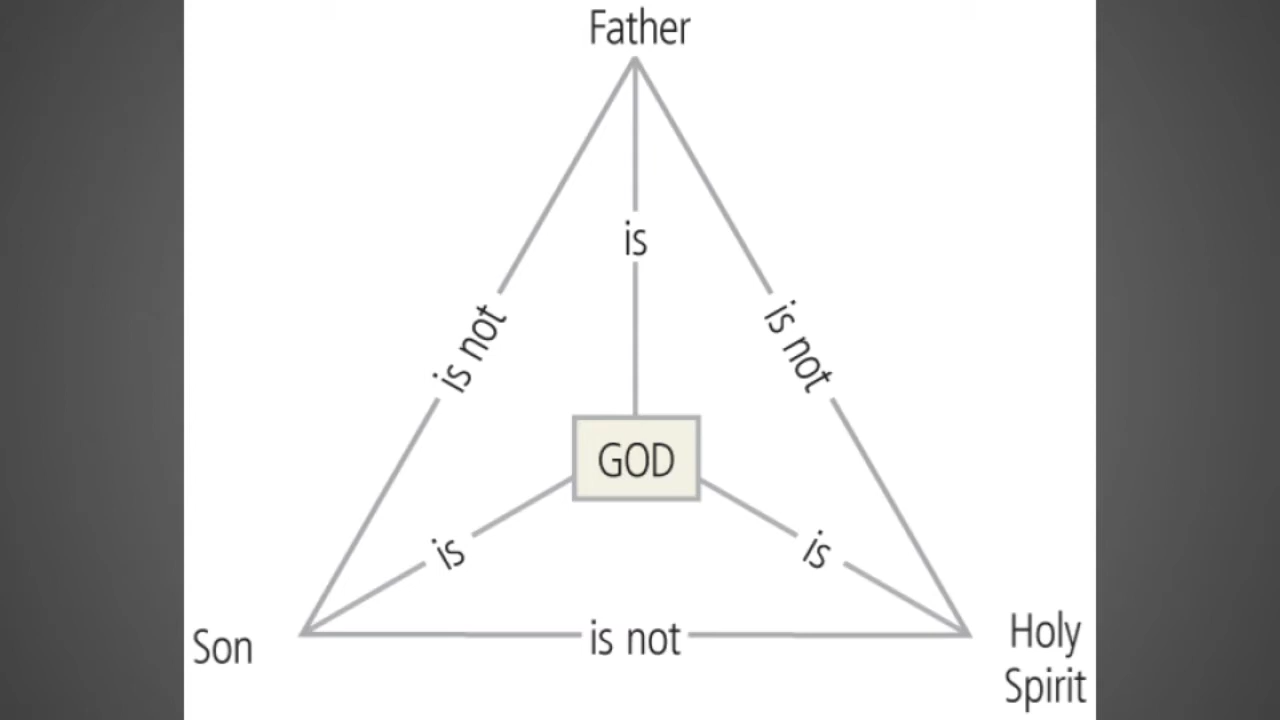 Father
is
is not
is not
GOD
is
is
Son
is not
Holy
Spirit